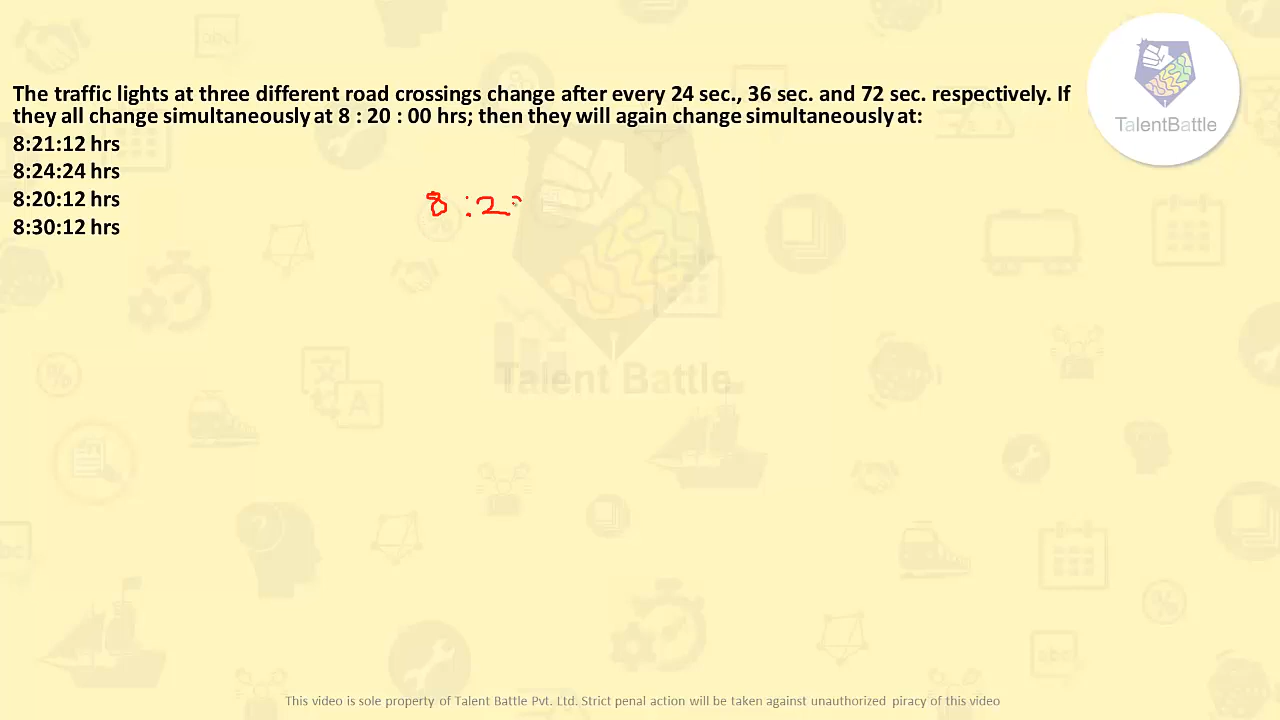 The traffic lights at three different road crossings change after every 24 sec., 36 sec. and 72 sec. respectively. If
they all change simultaneously at 8 : 20 : 00 hrs; then they will again change simultaneously at:
8:21:12 hrs
8:24:24 hrs
8:20:12 hrs
8:30:12 hrs
8 :2
TalentBattle
Talent Battle
This video is sole property of Talent Battle Pvt. Ltd. Strict penal action will be taken against unauthorized piracy of this video